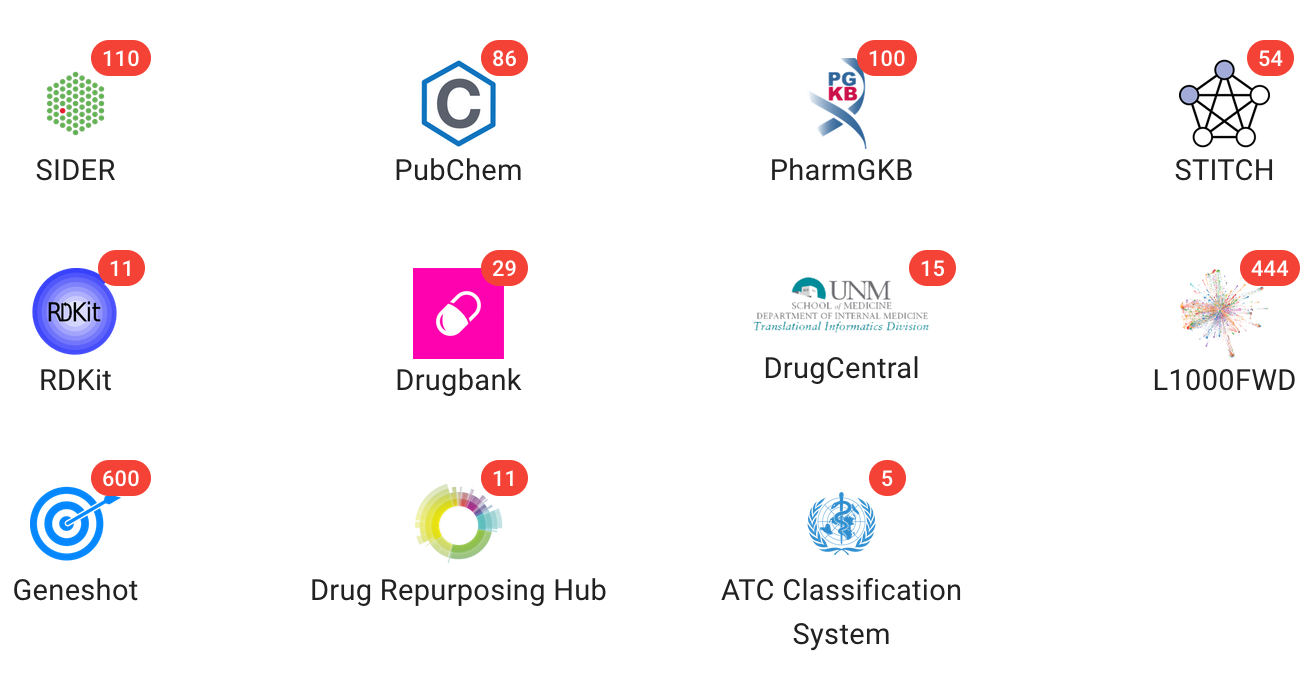 110
86
100
54
C
PG
KB
SIDER
PubChem
PharmGKB
STITCH
11
29
15
444
RDKit
UNM
SCHOOL of MEDICINE
DEPARTMENT OF INTERNAL MEDICINE
Translational Informatics Division
RDKit
Drugbank
DrugCentral
L1000FWD
600
11
5
Geneshot
Drug Repurposing Hub
ATC Classification
System